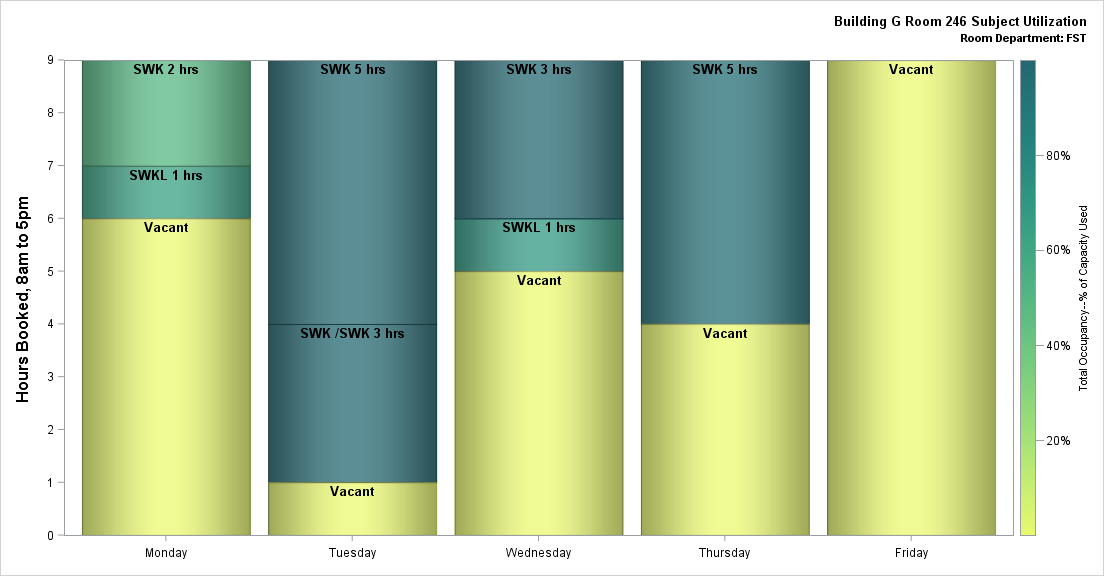 Building G Room 246 Subject Utilization
Room Department: FST
Hours Booked, 8am to 5pm
9
8
7
6
5
4
3
2
1
0
SWK 2 hrs
SWKL 1 hrs
Vacant
SWK 5 hrs
SWK /SWK 3 hrs
Vacant
SWK 3 hrs
SWKL 1 hrs
Vacant
SWK 5 hrs
Vacant
Vacant
Monday
Tuesday
Wednesday
Thursday
Friday
80%
60%
40%
20%
Total Occupancy--% of Capacity Used